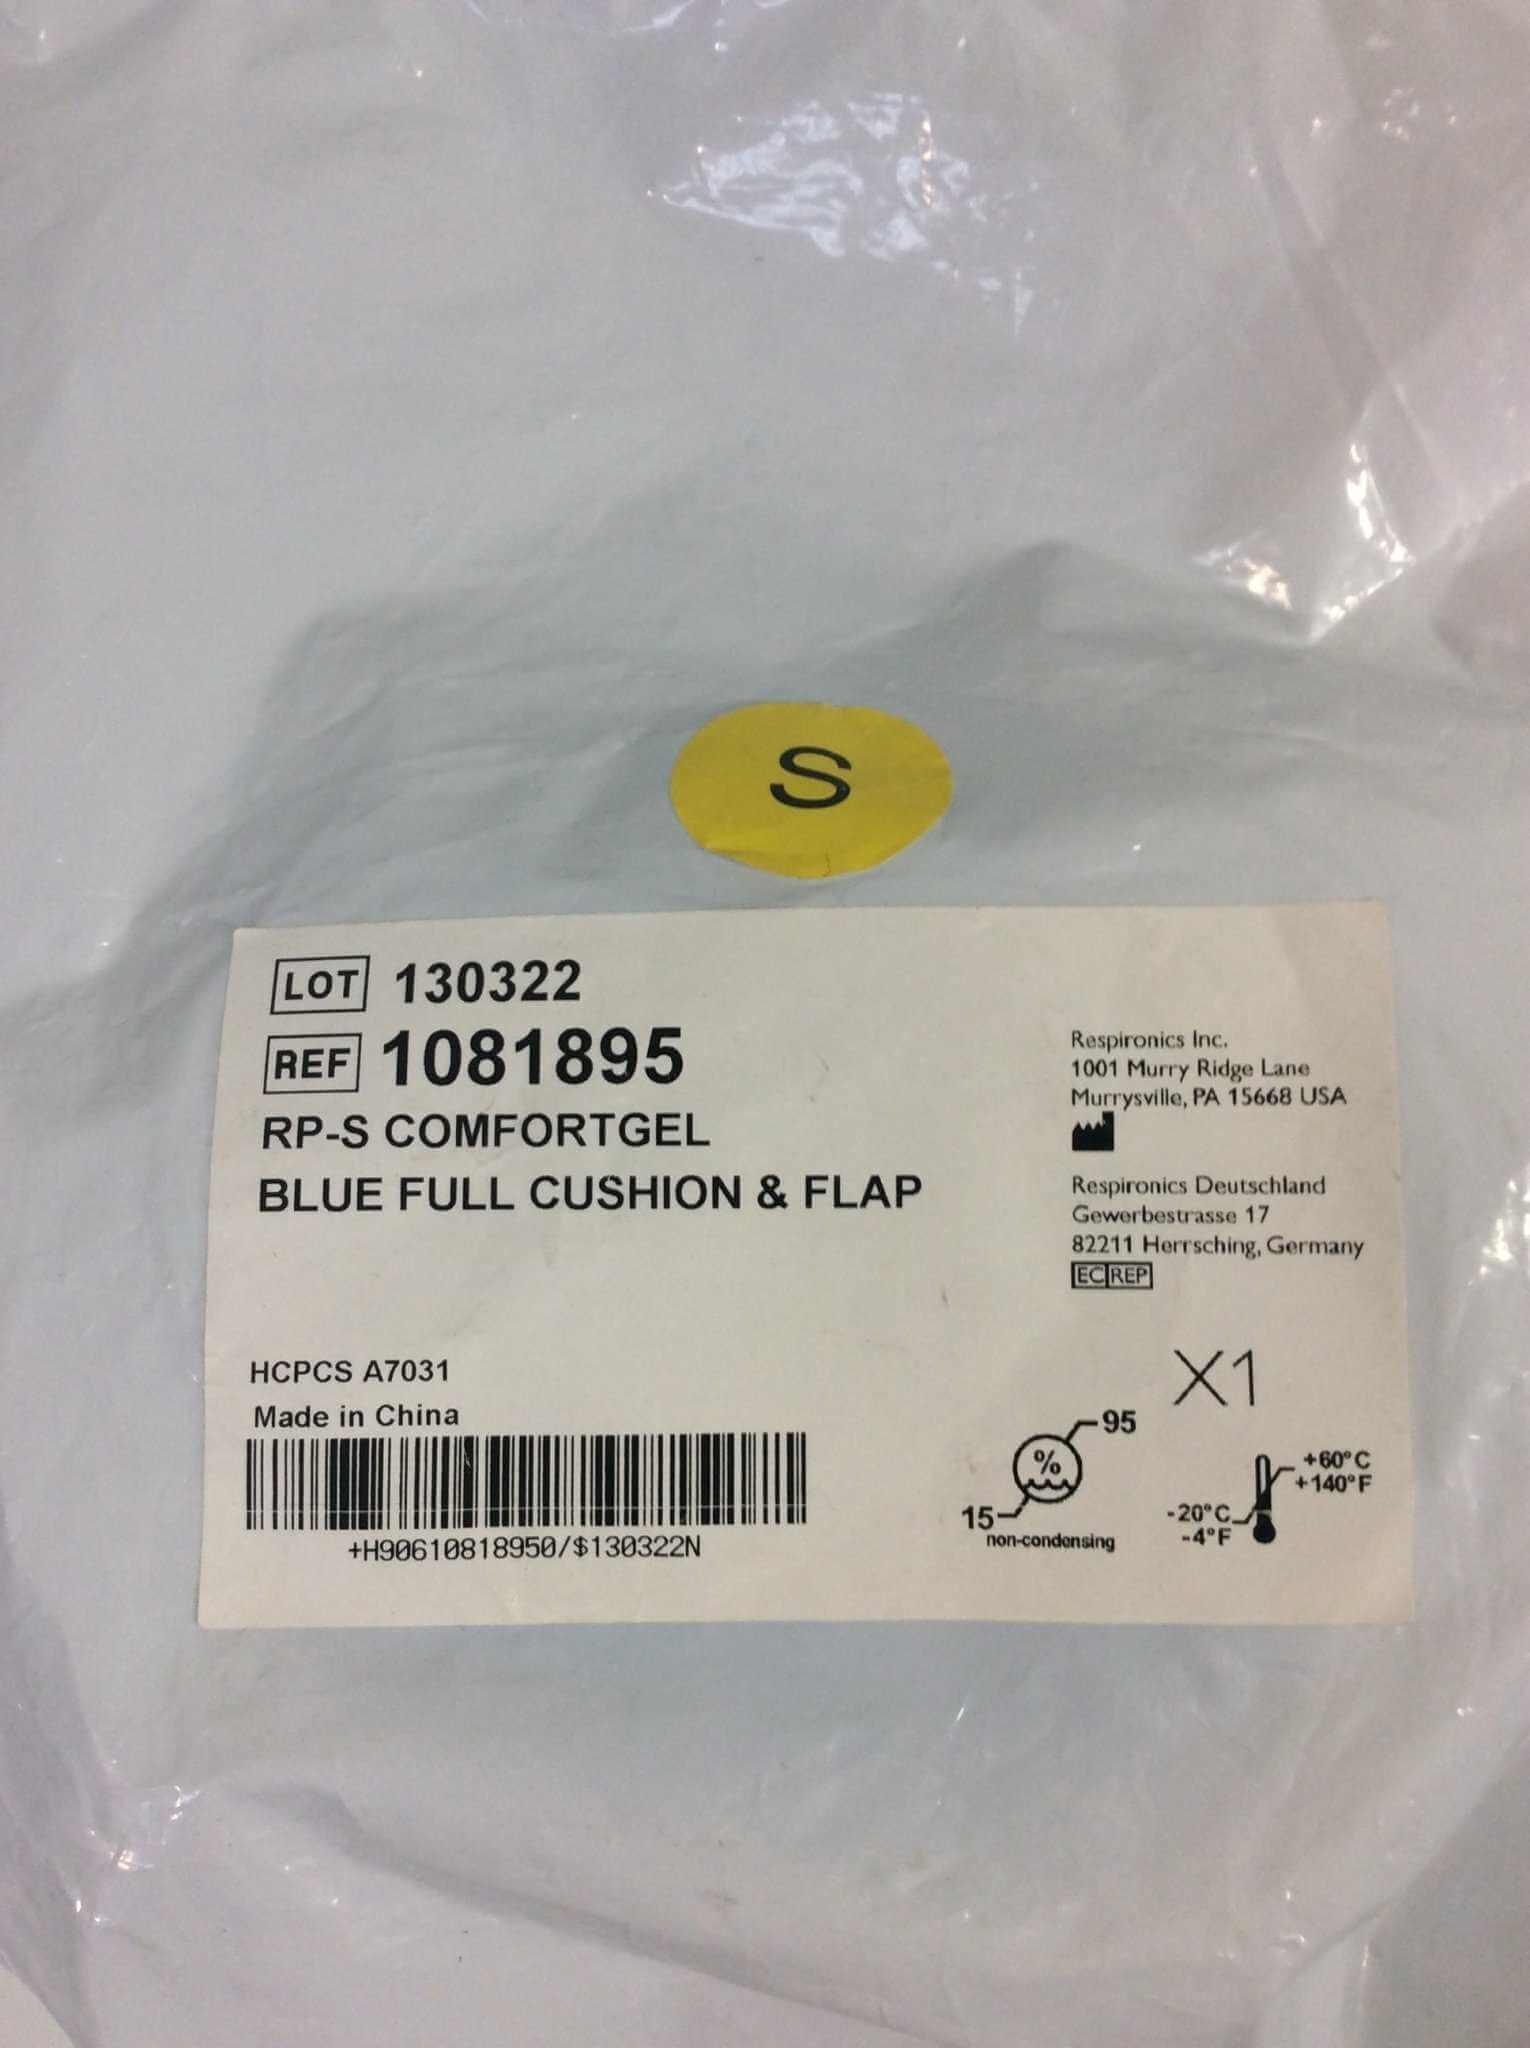 S
LOT 130322
REF 1081895
RP-S COMFORTGEL
BLUE FULL CUSHION & FLAP
Respironics Inc.
1001 Murry Ridge Lane
Murrysville, PA 15668 USA
Respironics Deutschland
Gewerbestrasse 17
82211 Herrsching, Germany
EC REP
HCPCS A7031
Made in China
+H90610818950/$130322N
X1
95
%
15
non-condensing
+60°C
+140°F
-20°C
-4°F